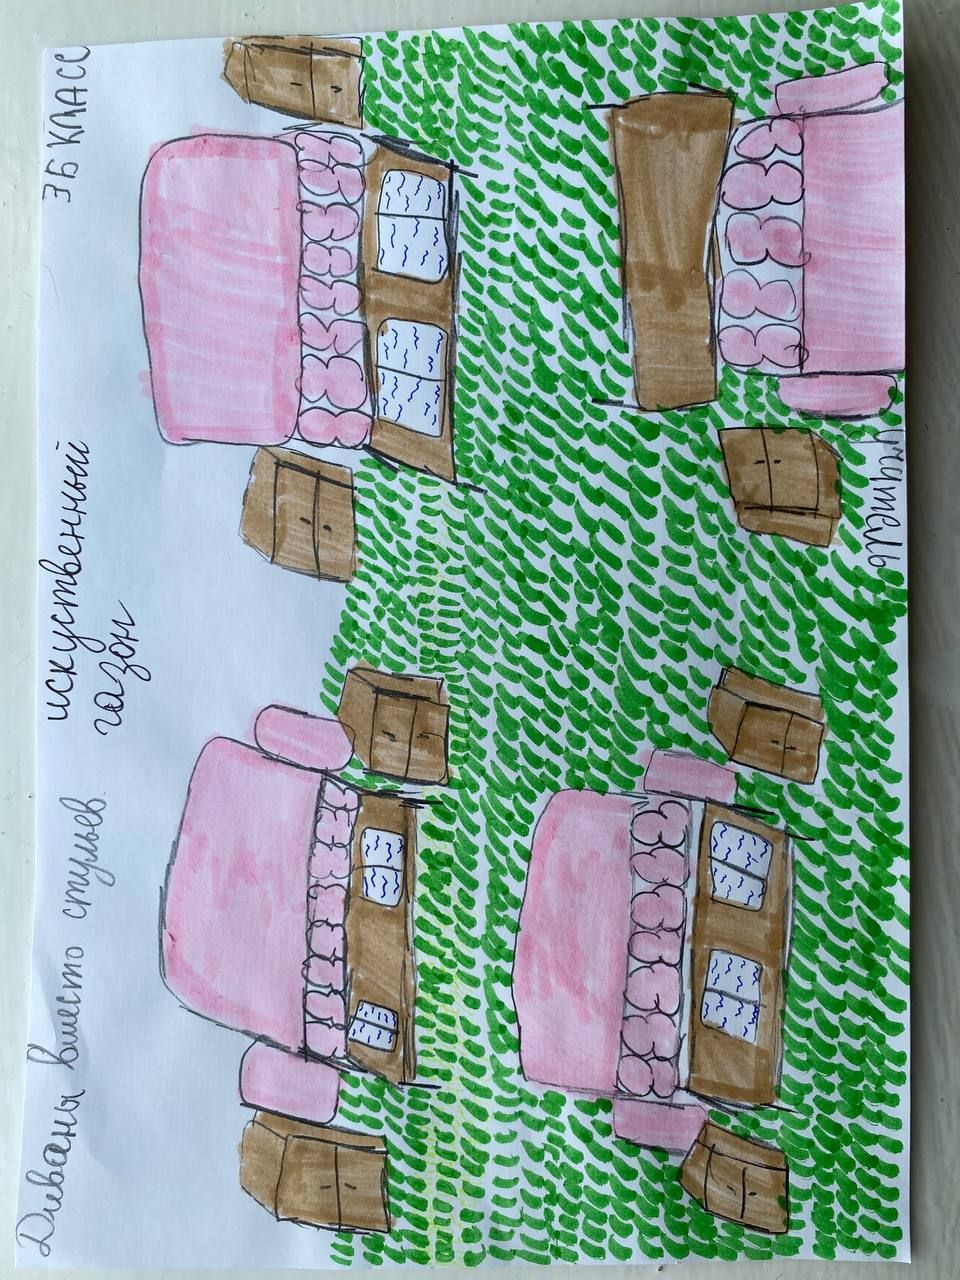 Диваны вместо стульев.
искуственный
газон
3Б КЛАСС
учитель